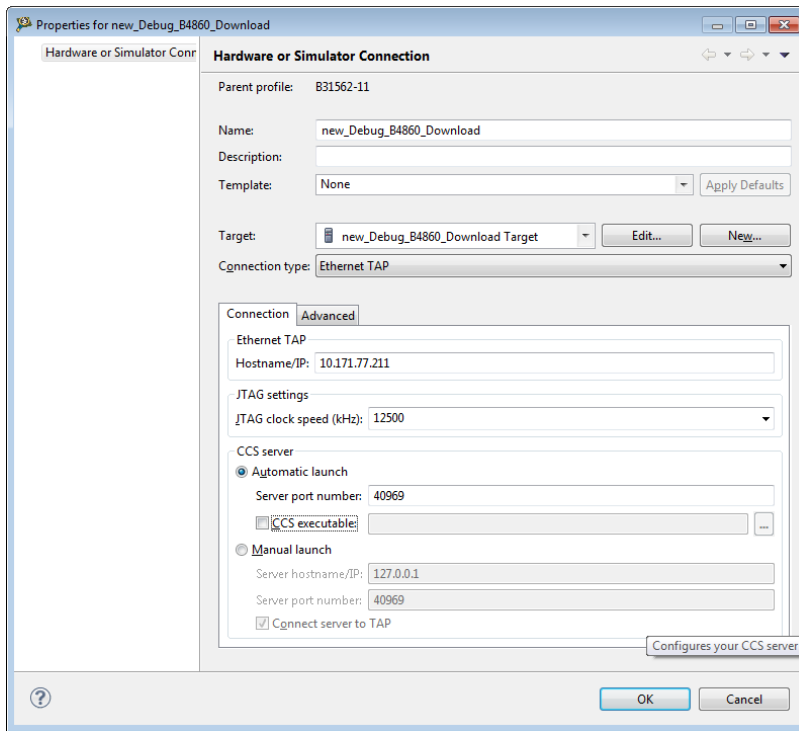 Properties for new_Debug_B4860_Download
Hardware or Simulator Conn
Hardware or Simulator Connection
Parent profile: B31562-11
Name: new_Debug_B4860_Download
Description:
Template: None Apply Defaults
Target: new_Debug_B4860_Download Target Edit... New...
Connection type: Ethernet TAP
Connection Advanced
Ethernet TAP
Hostname/IP: 10.171.77.211
JTAG settings
JTAG clock speed (kHz): 12500
CCS server
Automatic launch
Server port number: 40969
CCS executable: ...
Manual launch
Server hostname/IP: 127.0.0.1
Server port number: 40969
Connect server to TAP
Configures your CCS server
? OK Cancel